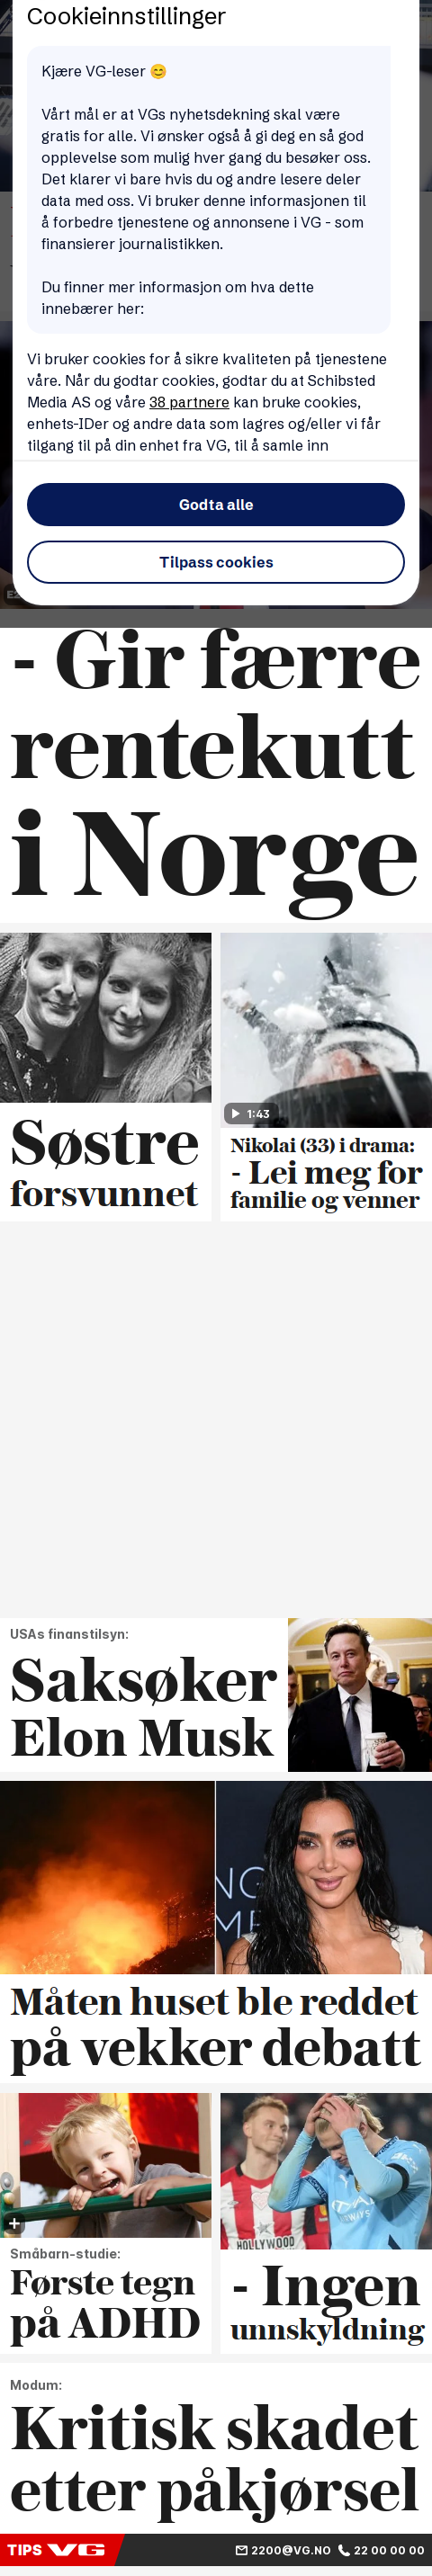 Cookieinnstillinger
Kjære VG-leser 😊
Vårt mål er at VGs nyhetsdekning skal være
gratis for alle. Vi ønsker også å gi deg en så god
opplevelse som mulig hver gang du besøker oss.
Det klarer vi bare hvis du og andre lesere deler
data med oss. Vi bruker denne informasjonen til
å forbedre tjenestene og annonsene i VG - som
finansierer journalistikken.
Du finner mer informasjon om hva dette
innebærer her:
Vi bruker cookies for å sikre kvaliteten på tjenestene
våre. Når du godtar cookies, godtar du at Schibsted
Media AS og våre 38 partnere kan bruke cookies,
enhets-IDer og andre data som lagres og/eller vi får
tilgang til på din enhet fra VG, til å samle inn
Godta alle
Tilpass cookies
- Gir færre
rentekutt
i Norge
1:43
Søstre
forsvunnet
Nikolai (33) i drama:
- Lei meg for
familie og venner
USAs finanstilsyn:
Saksøker
Elon Musk
Måten huset ble reddet
på vekker debatt
HOLLYWOOD
Småbarn-studie:
Første tegn
på ADHD
- Ingen
unnskyldning
Modum:
Kritisk skadet
etter påkjørsel
TIPS VG 2200@VG.NO 22 00 00 00